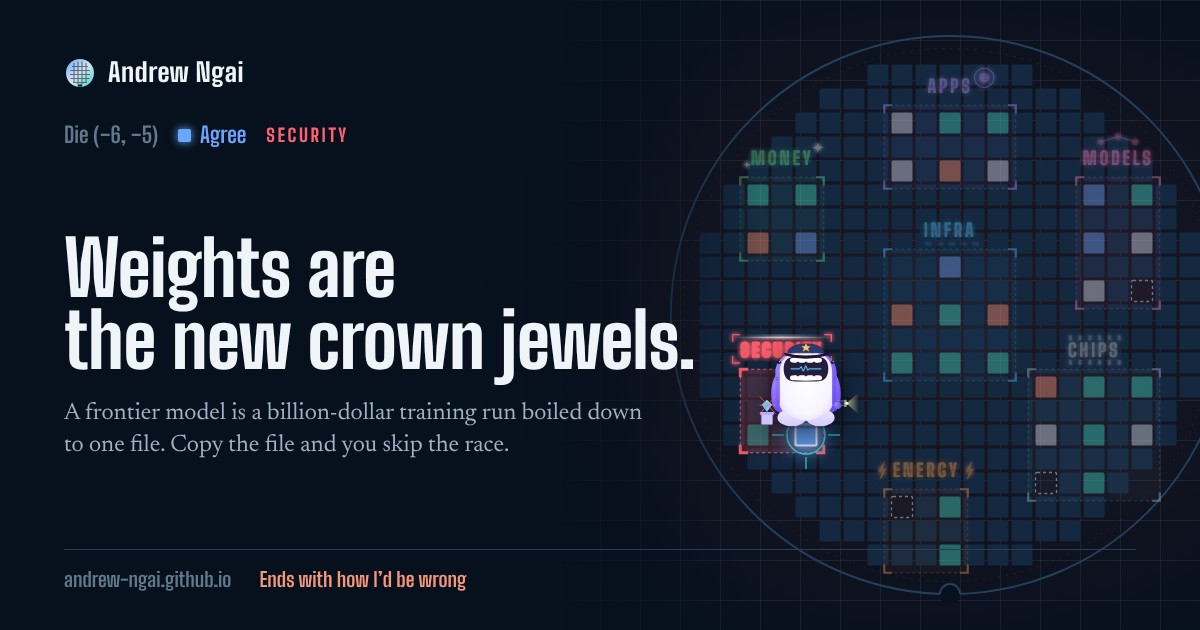 Andrew Ngai
Die (−6, −5) Agree SECURITY
Weights are
the new crown jewels.
A frontier model is a billion-dollar training run boiled down
to one file. Copy the file and you skip the race.
andrew-ngai.github.io Ends with how I’d be wrong
APPS
MONEY
MODELS
INFRA
CHIPS
ENERGY